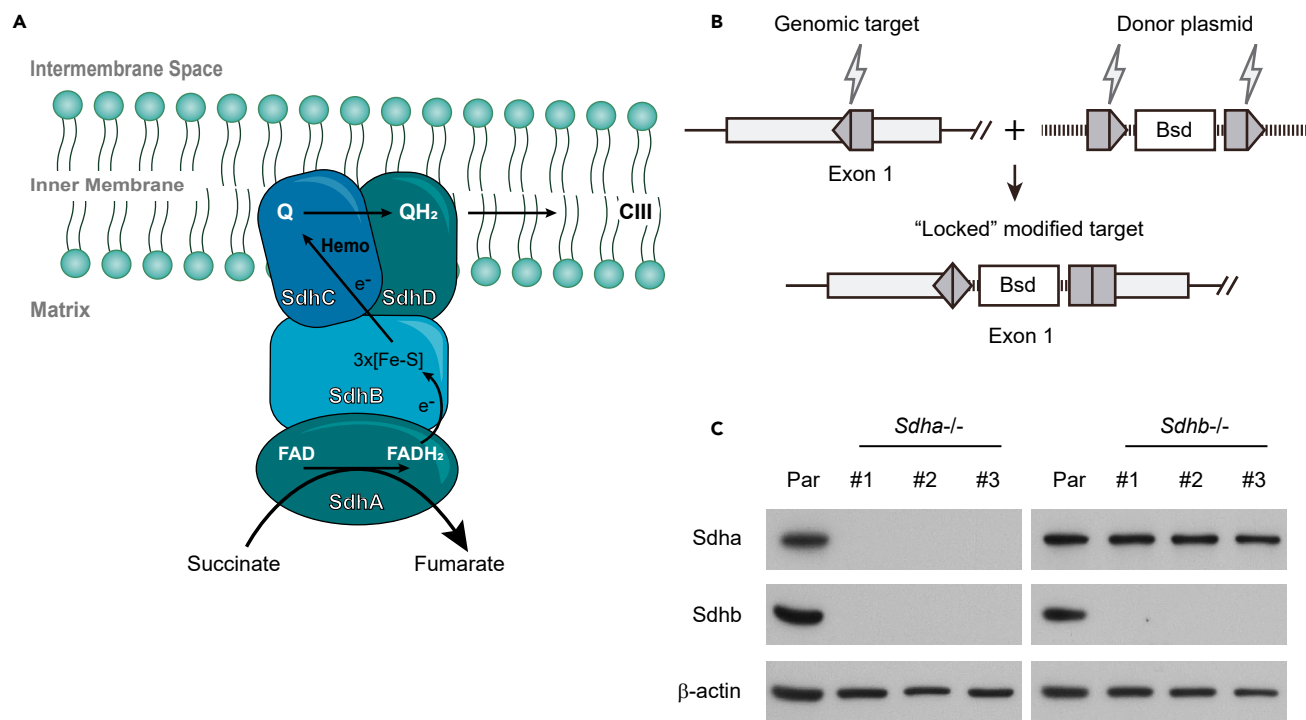 A
Intermembrane Space
Inner Membrane
Q
QH₂
CIII
Hemo
e⁻
SdhC
SdhD
Matrix
3x[Fe-S]
SdhB
e⁻
FAD
FADH₂
SdhA
Succinate
Fumarate
B
Genomic target
Donor plasmid
+
Bsd
Exon 1
“Locked” modified target
Bsd
Exon 1
C
Sdha-/-
Sdhb-/-
Par #1 #2 #3 Par #1 #2 #3
Sdha
Sdhb
β-actin